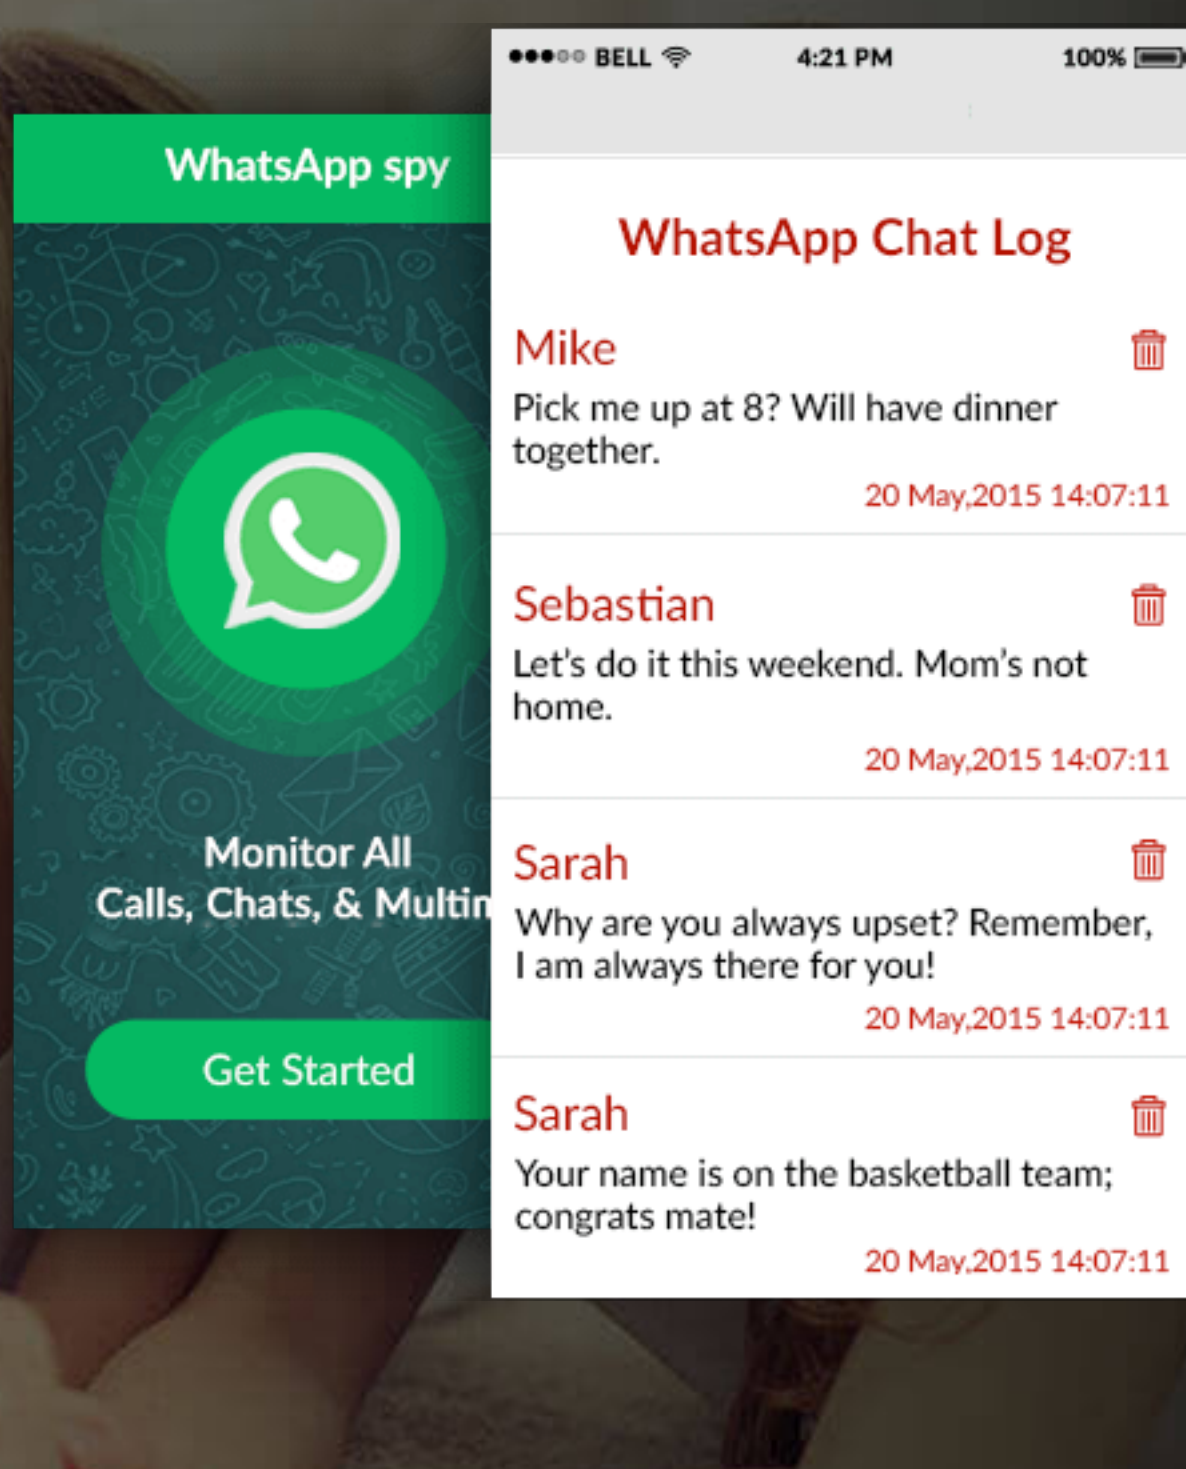 WhatsApp spy
Monitor All
Calls, Chats, & Multim
Get Started
BELL
4:21 PM
100%
WhatsApp Chat Log
Mike
Pick me up at 8? Will have dinner
together.
20 May,2015 14:07:11
Sebastian
Let's do it this weekend. Mom's not
home.
20 May,2015 14:07:11
Sarah
Why are you always upset? Remember,
I am always there for you!
20 May,2015 14:07:11
Sarah
Your name is on the basketball team;
congrats mate!
20 May,2015 14:07:11